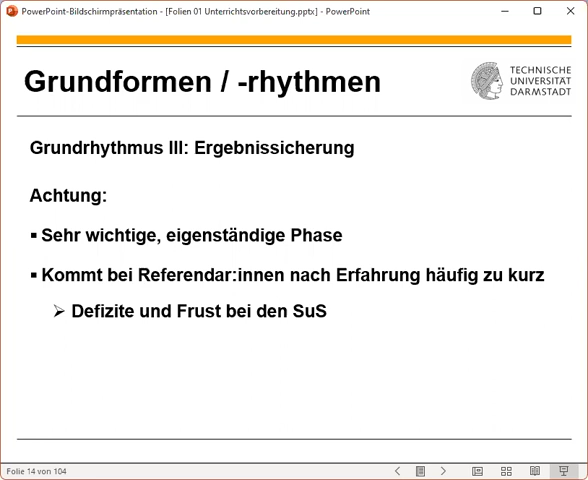 PowerPoint-Bildschirmpräsentation - [Folien 01 Unterrichtsvorbereitung.pptx] - PowerPoint
Grundformen / -rhythmen
TECHNISCHE
UNIVERSITÄT
DARMSTADT
Grundrhythmus III: Ergebnissicherung
Achtung:
▪ Sehr wichtige, eigenständige Phase
▪ Kommt bei Referendar:innen nach Erfahrung häufig zu kurz
➢ Defizite und Frust bei den SuS
Folie 14 von 104